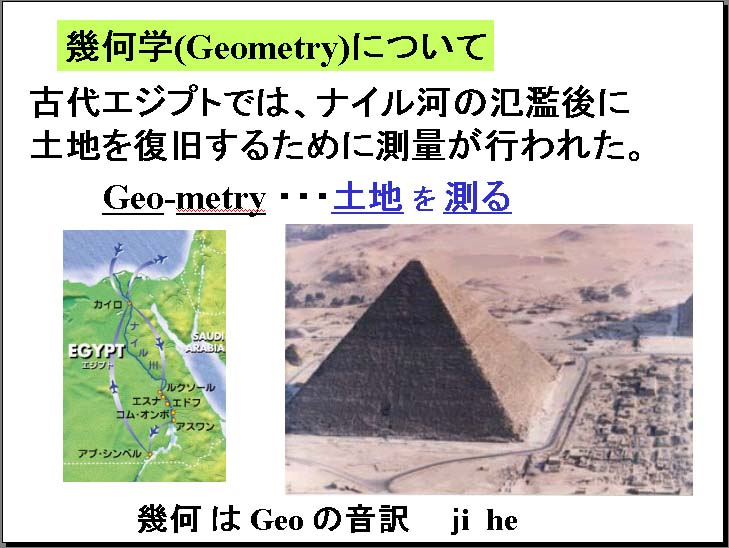 幾何学(Geometry)について
古代エジプトでは、ナイル河の氾濫後に
土地を復旧するために測量が行われた。
Geo-metry ・・・土地 を 測る
カイロ
ナイル川
SAUDI
ARABIA
EGYPT
エジプト
ルクソール
エスナ エドフ
コム・オンボ
アスワン
アブ・シンベル
幾何 は Geo の音訳 ji he